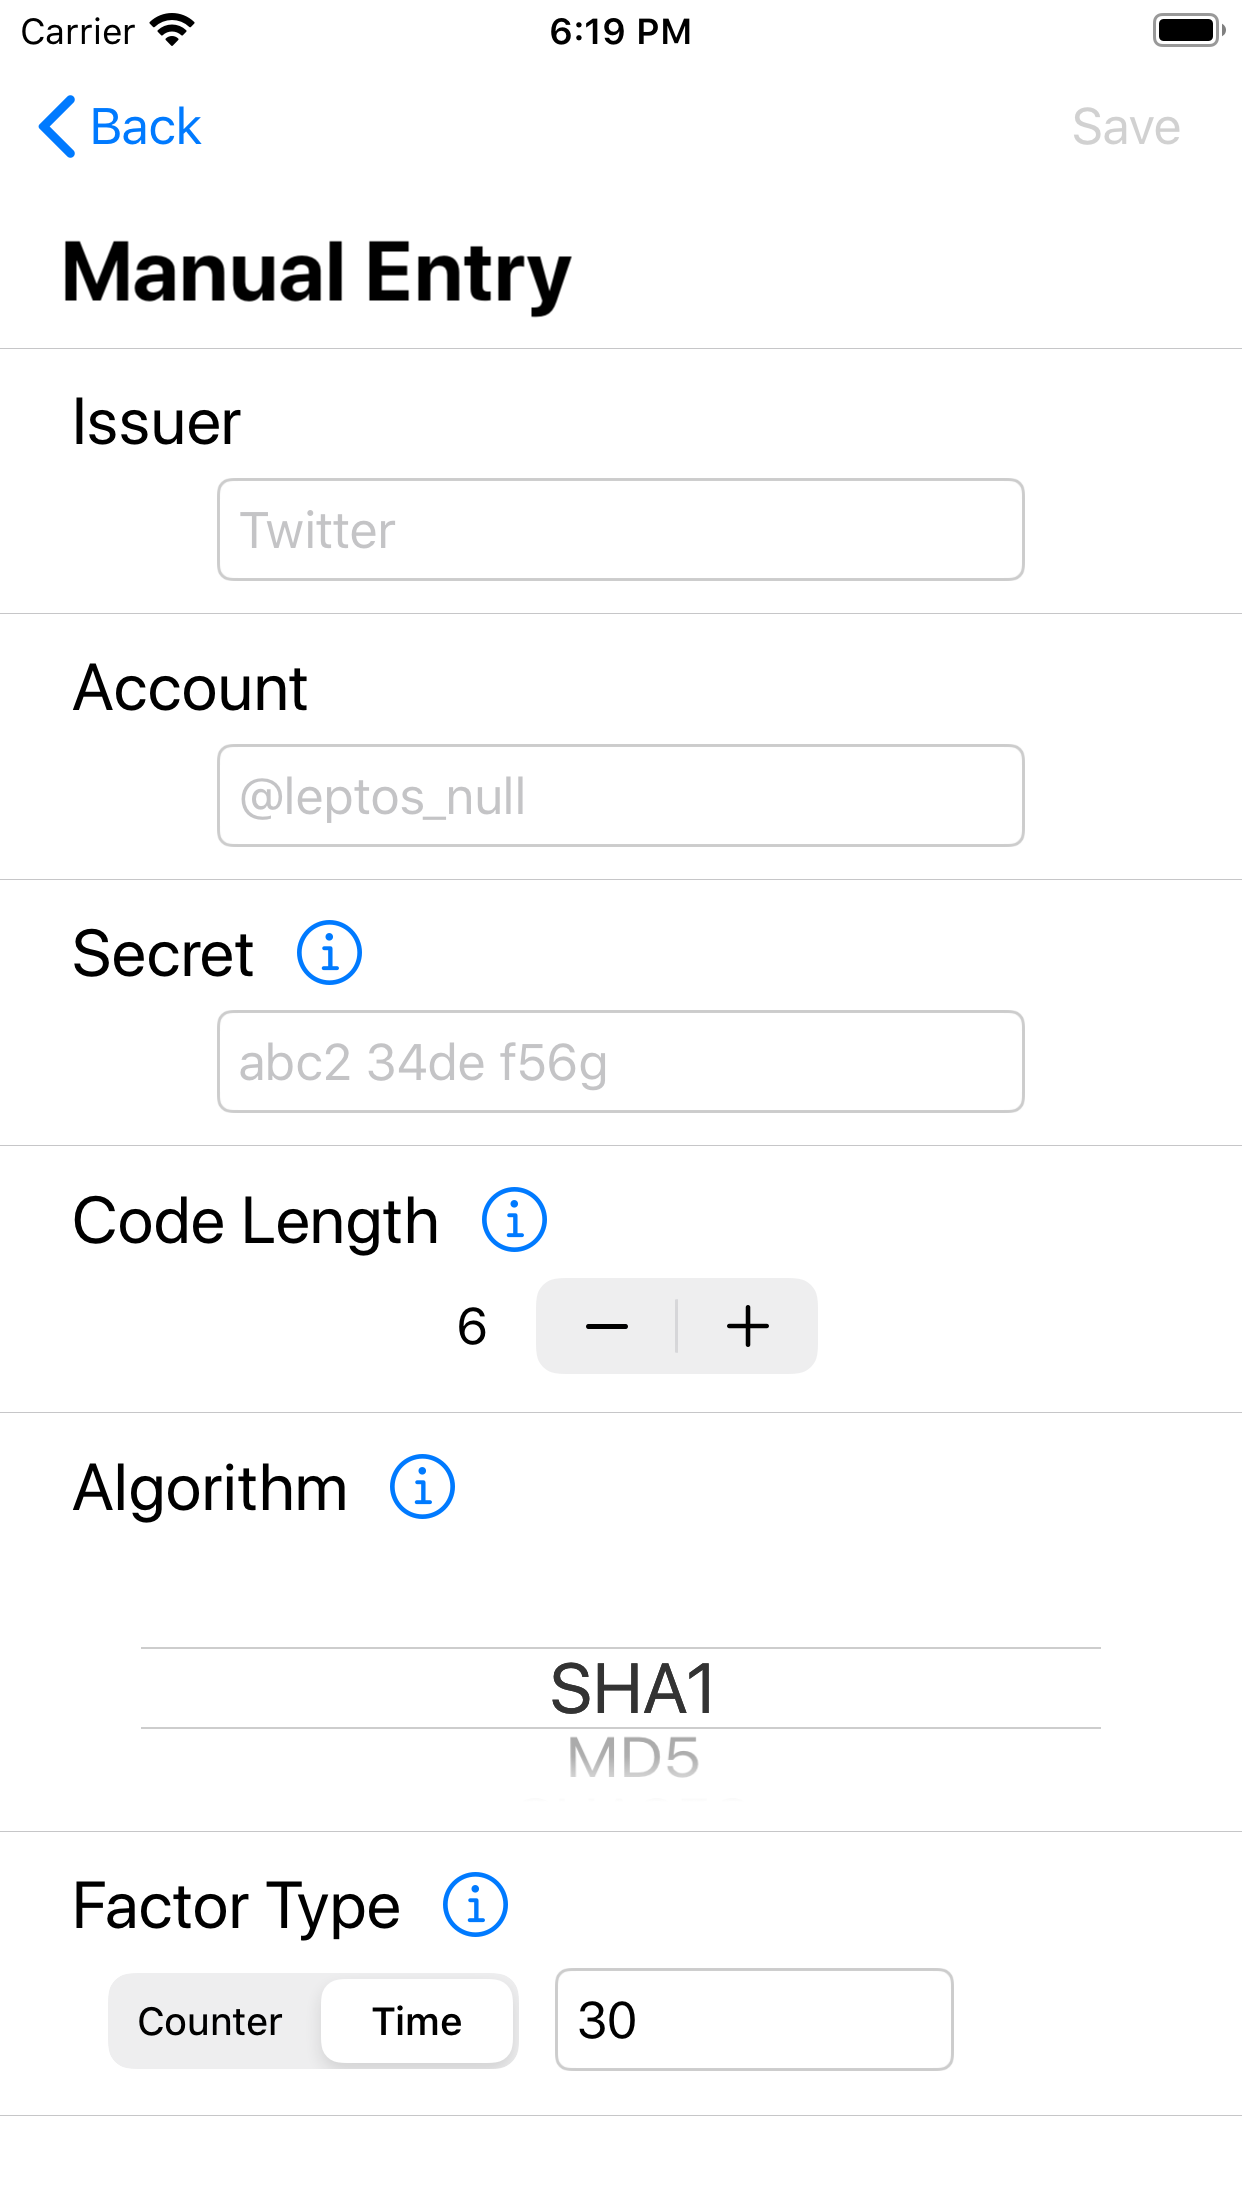 Carrier 6:19 PM
Back Save
Manual Entry
Issuer
Twitter
Account
@leptos_null
Secret
abc2 34de f56g
Code Length
6
Algorithm
SHA1
MD5
Factor Type
Counter Time 30